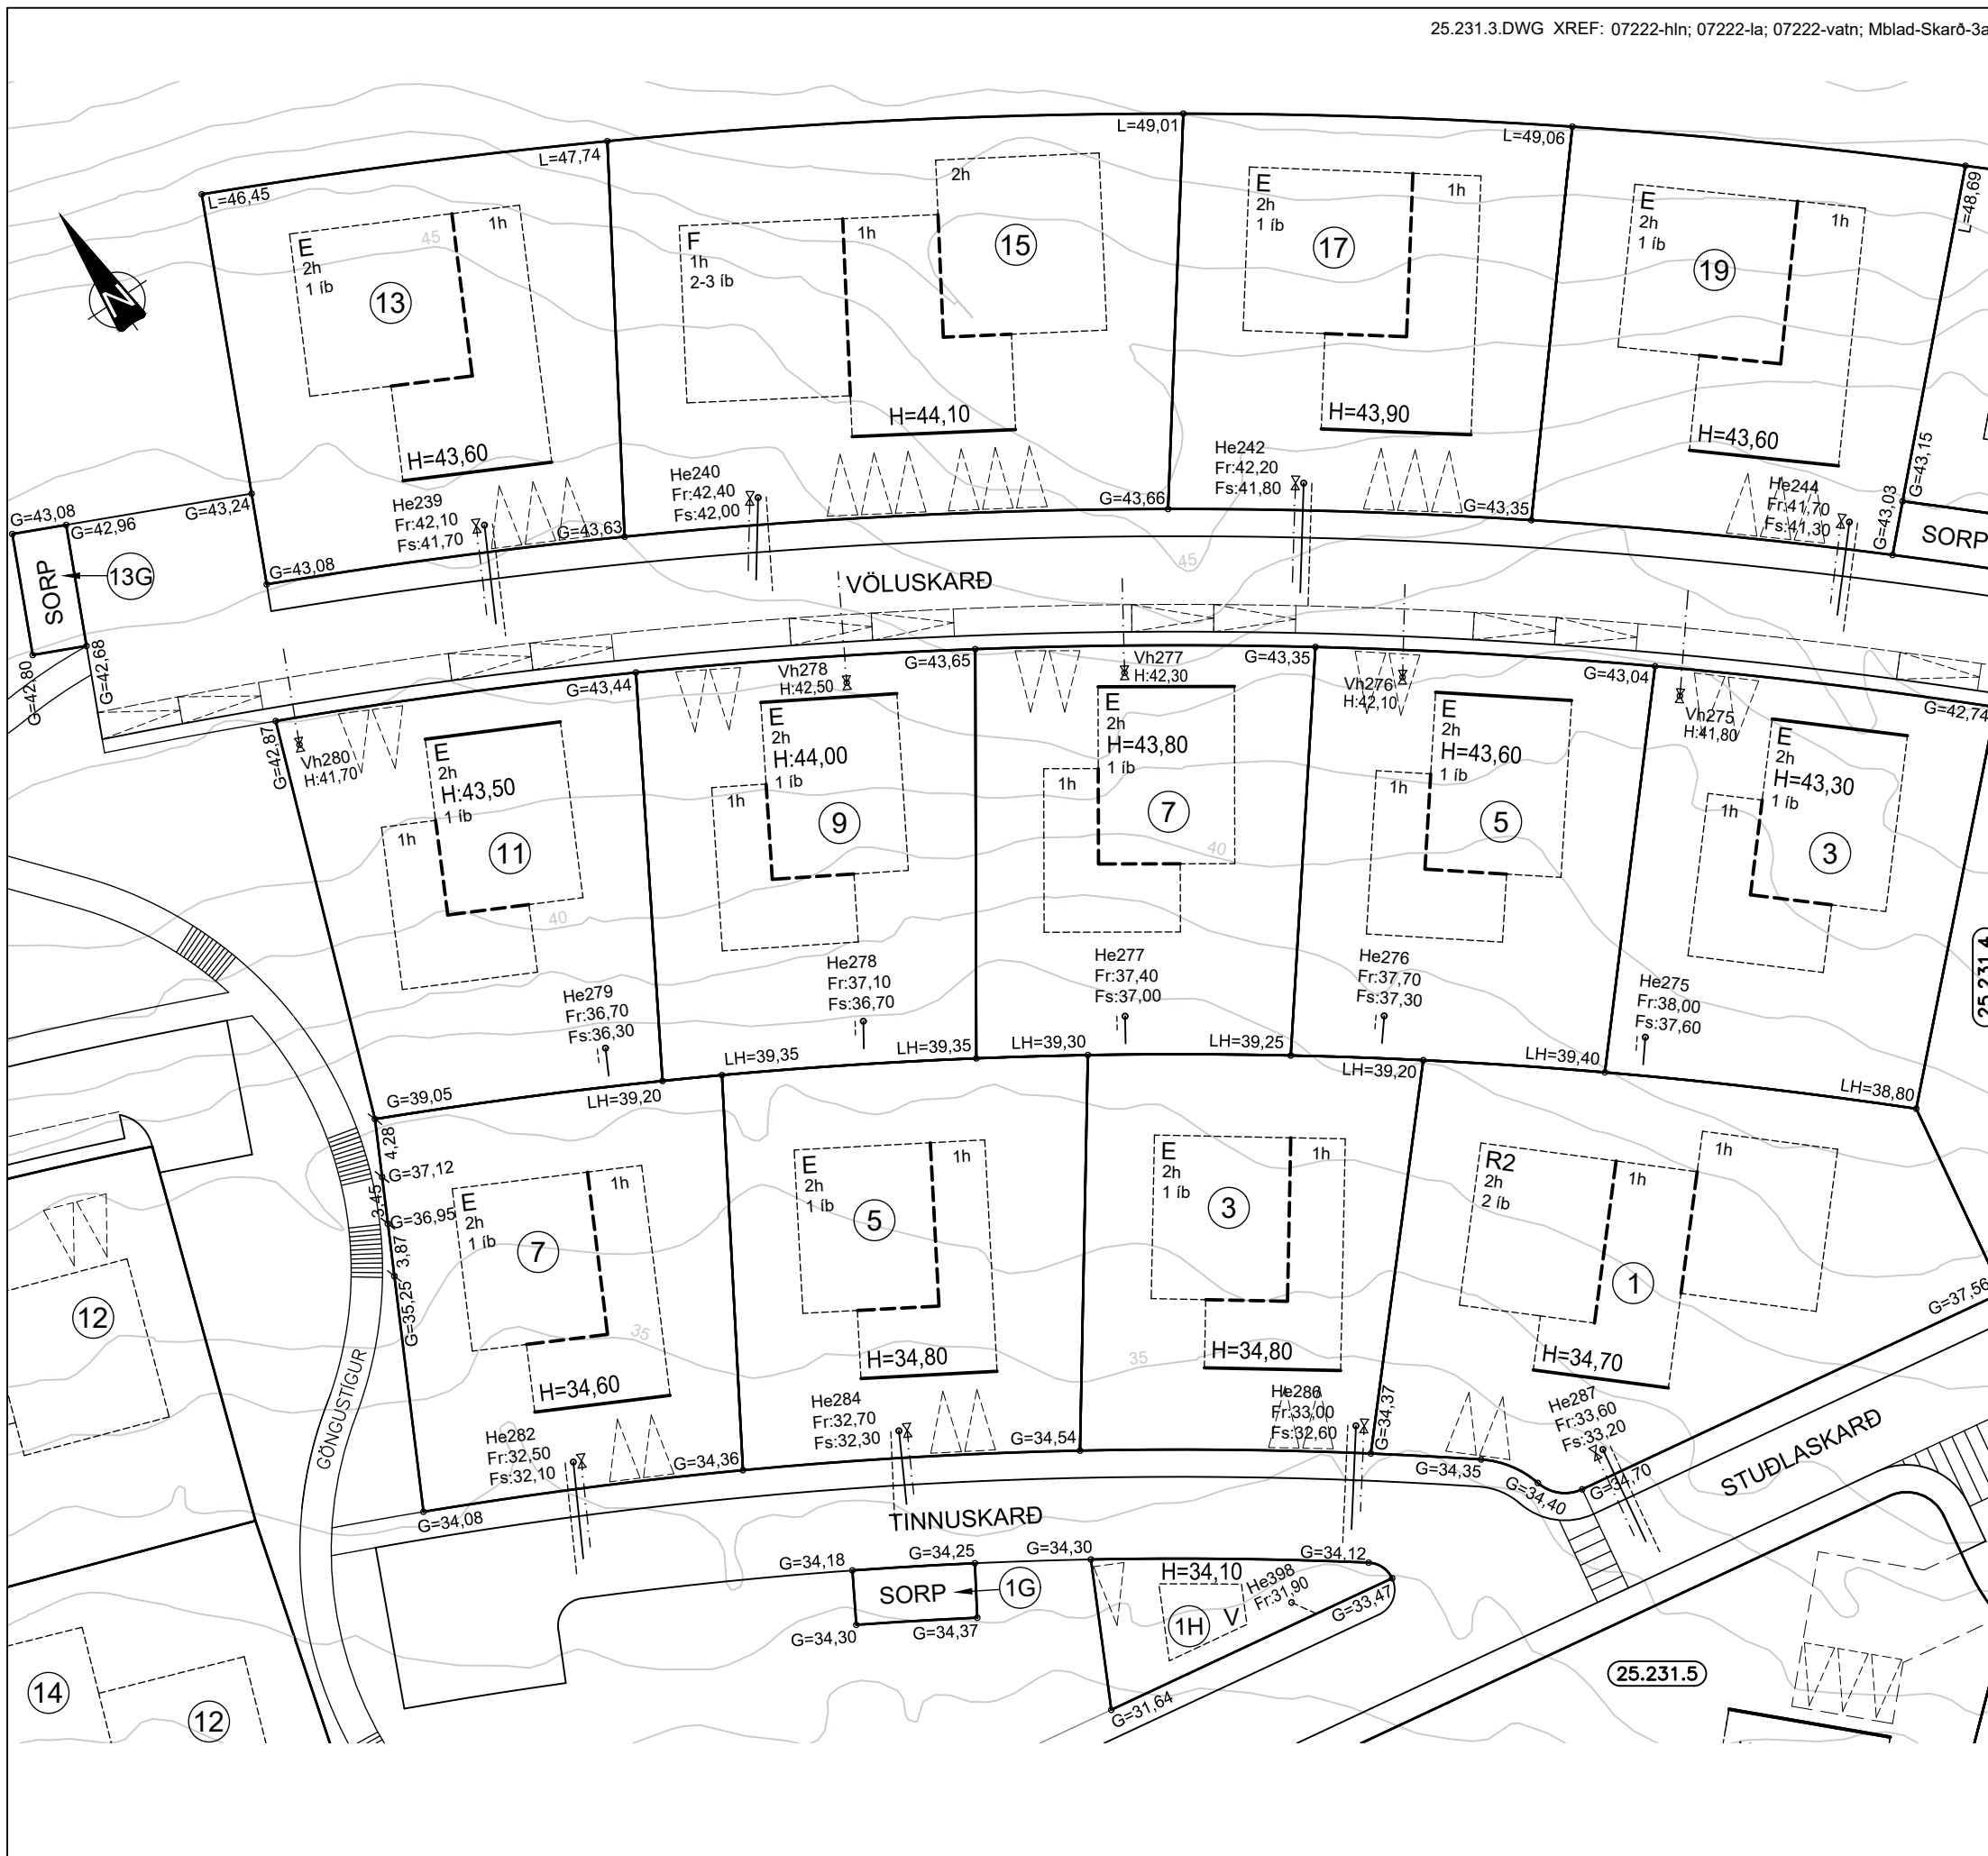 25.231.3.DWG XREF: 07222-hln; 07222-la; 07222-vatn; Mblad-Skarð-3a
L=46,45
L=47,74
L=49,01
L=49,06
L=48,69
E
2h
1 íb
1h
45
13
H=43,60
F
1h
2-3 íb
1h
2h
15
H=44,10
E
2h
1 íb
1h
17
H=43,90
E
2h
1 íb
1h
19
H=43,60
N
He239
Fr:42,10
Fs:41,70
He240
Fr:42,40
Fs:42,00
He242
Fr:42,20
Fs:41,80
He244
Fr:41,70
Fs:41,30
G=43,08
G=42,96
G=43,24
G=43,08
G=43,63
G=43,66
G=43,35
G=43,03
G=43,15
SORP
SORP
13G
G=42,80
G=42,68
VÖLUSKARÐ
45
G=42,87
G=43,44
G=43,65
G=43,35
G=43,04
G=42,74
Vh280
H:41,70
Vh278
H:42,50
Vh277
H:42,30
Vh276
H:42,10
Vh275
H:41,80
E
2h
H:43,50
1 íb
1h
11
40
E
2h
H:44,00
1 íb
1h
9
E
2h
H=43,80
1 íb
1h
7
40
E
2h
H=43,60
1 íb
1h
5
E
2h
H=43,30
1 íb
1h
3
25.231.4
He279
Fr:36,70
Fs:36,30
He278
Fr:37,10
Fs:36,70
He277
Fr:37,40
Fs:37,00
He276
Fr:37,70
Fs:37,30
He275
Fr:38,00
Fs:37,60
G=39,05
LH=39,20
LH=39,35
LH=39,35
LH=39,30
LH=39,25
LH=39,20
LH=39,40
LH=38,80
4,28
G=37,12
3,45
G=36,95
3,87
G=35,25
E
2h
1 íb
1h
7
35
H=34,60
E
2h
1 íb
1h
5
H=34,80
E
2h
1 íb
1h
3
35
H=34,80
R2
2h
2 íb
1h
1h
1
H=34,70
G=37,56
12
GÖNGUSTÍGUR
He282
Fr:32,50
Fs:32,10
He284
Fr:32,70
Fs:32,30
He286
Fr:33,00
Fs:32,60
He287
Fr:33,60
Fs:33,20
G=34,08
G=34,36
G=34,54
G=34,37
G=34,35
G=34,40
G=34,70
STUÐLASKARÐ
TINNUSKARÐ
G=34,18
G=34,25
G=34,30
G=34,12
SORP
1G
G=34,30
G=34,37
H=34,10
1H
V
He398
Fr:31,90
G=33,47
G=31,64
25.231.5
14
12